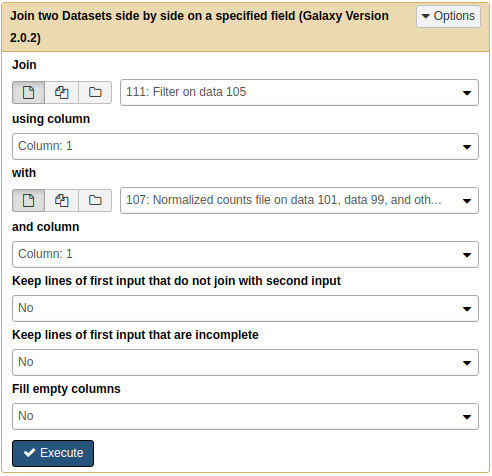 Join two Datasets side by side on a specified field (Galaxy Version
2.0.2)
Options
Join
111: Filter on data 105
using column
Column: 1
with
107: Normalized counts file on data 101, data 99, and oth...
and column
Column: 1
Keep lines of first input that do not join with second input
No
Keep lines of first input that are incomplete
No
Fill empty columns
No
Execute